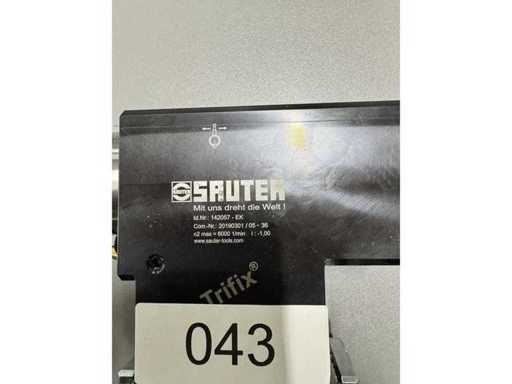 SAUTER SAUTER
Mit uns dreht die Welt !
Id.Nr.: 142057 - EK
Com.-Nr.: 20190301 / 05 - 36
n2 max = 6000 1/min I : -1,00
www.sauter-tools.com
Trifix®
043